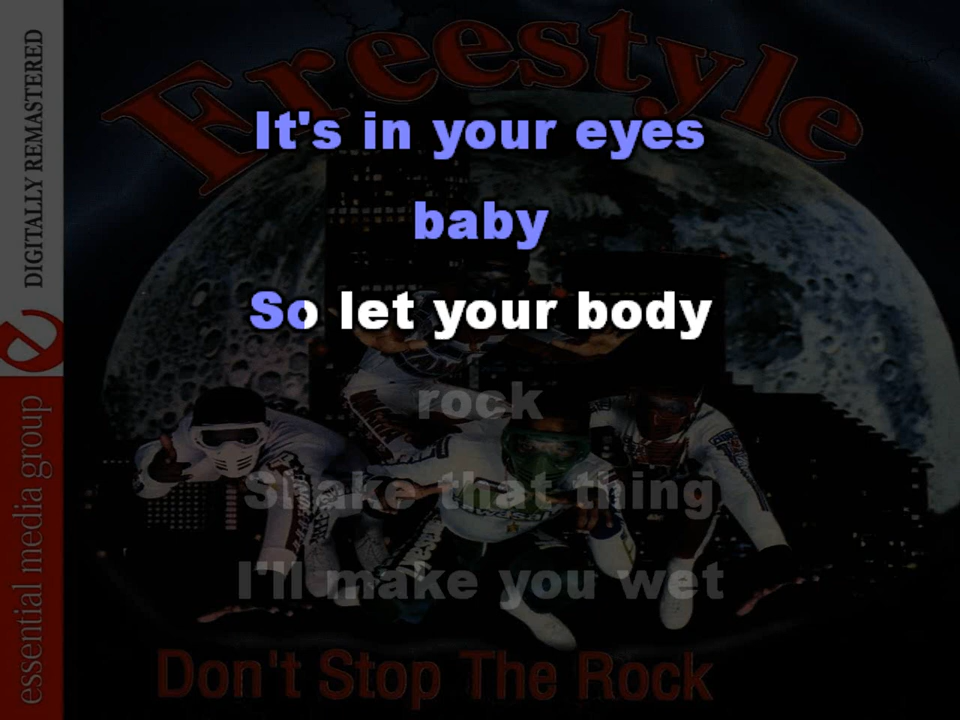 DIGITALLY REMASTERED
essential media group
Freestyle
It's in your eyes
baby
So let your body
rock
Shake that thing
I'll make you wet
Don't Stop The Rock